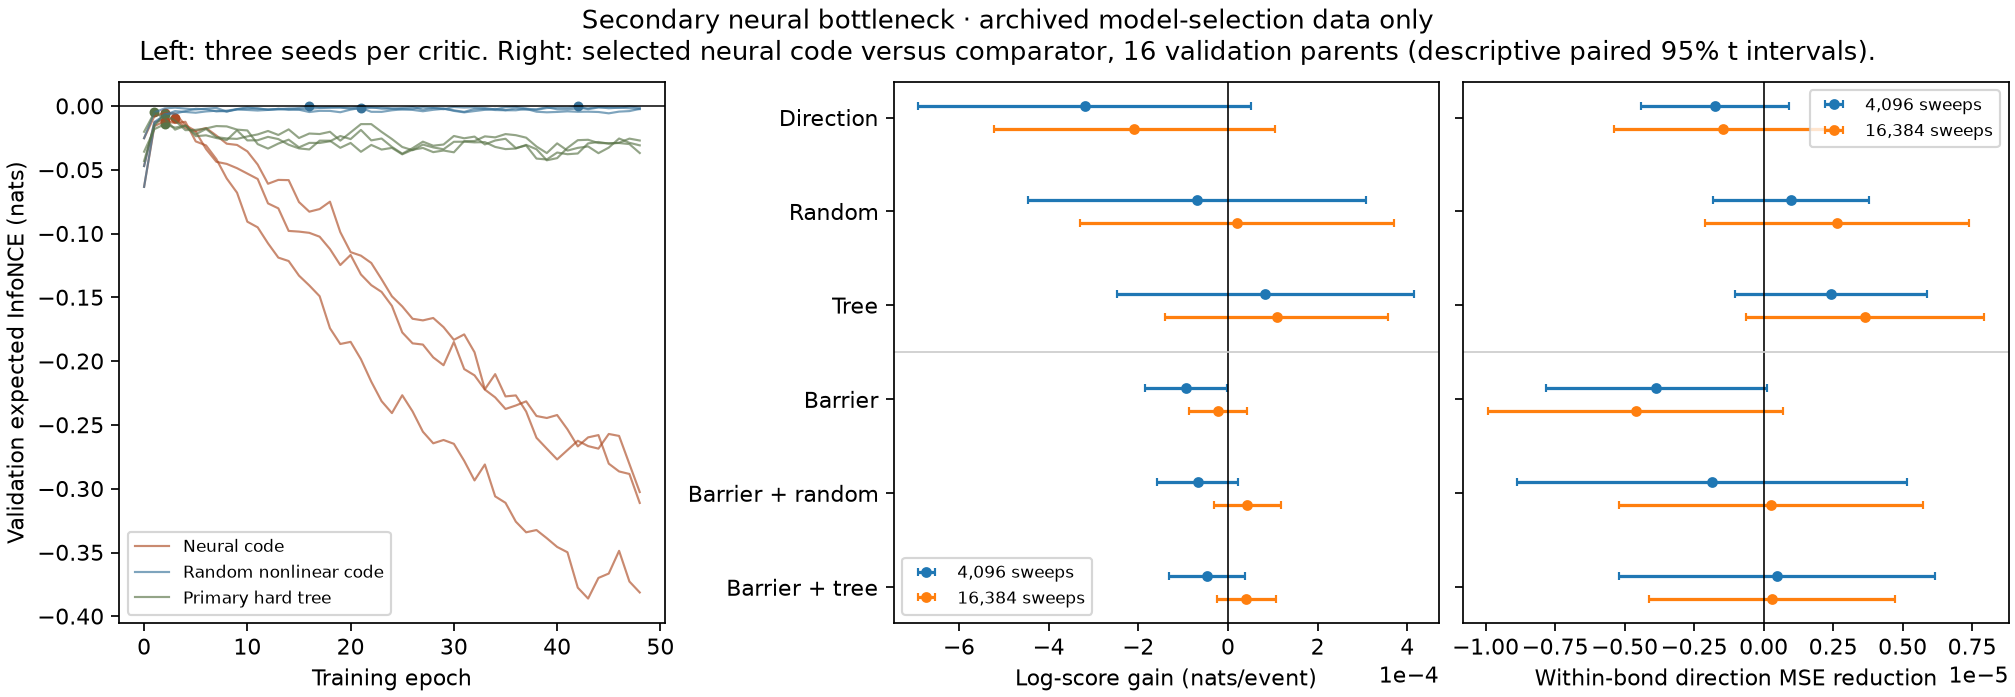 Secondary neural bottleneck · archived model-selection data only
Left: three seeds per critic. Right: selected neural code versus comparator, 16 validation parents (descriptive paired 95% t intervals).
Validation expected InfoNCE (nats)
0.00
−0.05
−0.10
−0.15
−0.20
−0.25
−0.30
−0.35
−0.40
Neural code
Random nonlinear code
Primary hard tree
0 10 20 30 40 50
Training epoch
Direction
Random
Tree
Barrier
Barrier + random
Barrier + tree
4,096 sweeps
16,384 sweeps
−6 −4 −2 0 2 4
1e−4
Log-score gain (nats/event)
4,096 sweeps
16,384 sweeps
−1.00 −0.75 −0.50 −0.25 0.00 0.25 0.50 0.75
1e−5
Within-bond direction MSE reduction